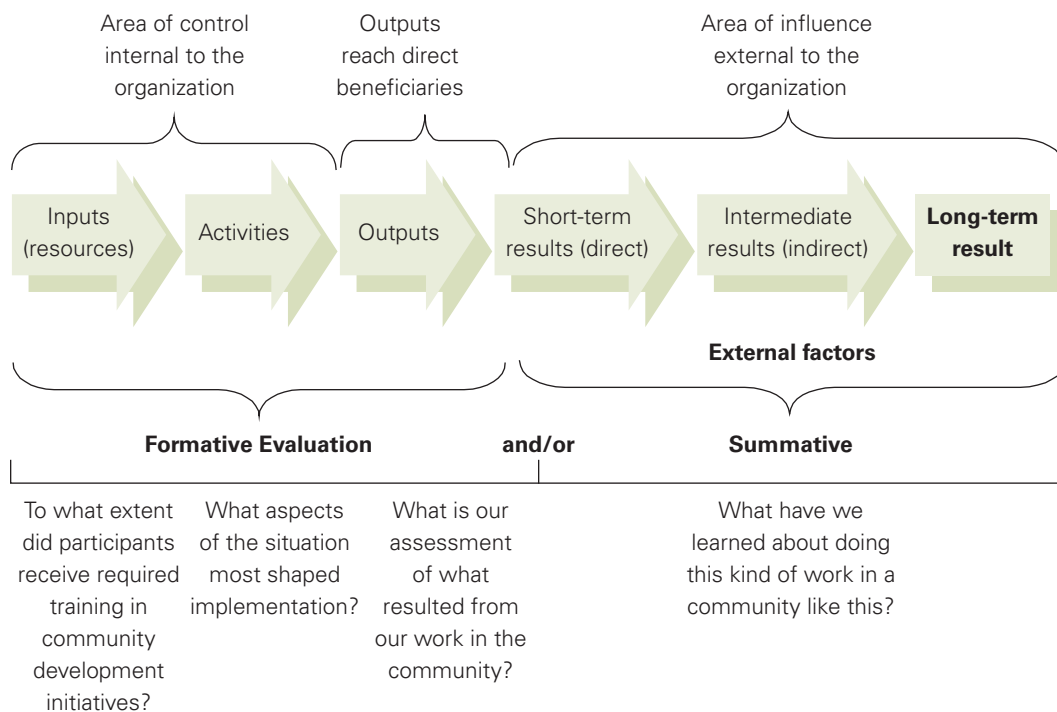 Area of control
internal to the
organization
Outputs
reach direct
beneficiaries
Area of influence
external to the
organization
Inputs
(resources)
Activities
Outputs
Short-term
results (direct)
Intermediate
results (indirect)
Long-term
result
External factors
Formative Evaluation
and/or
Summative
To what extent
did participants
receive required
training in
community
development
initiatives?
What aspects
of the situation
most shaped
implementation?
What is our
assessment
of what
resulted from
our work in the
community?
What have we
learned about doing
this kind of work in a
community like this?